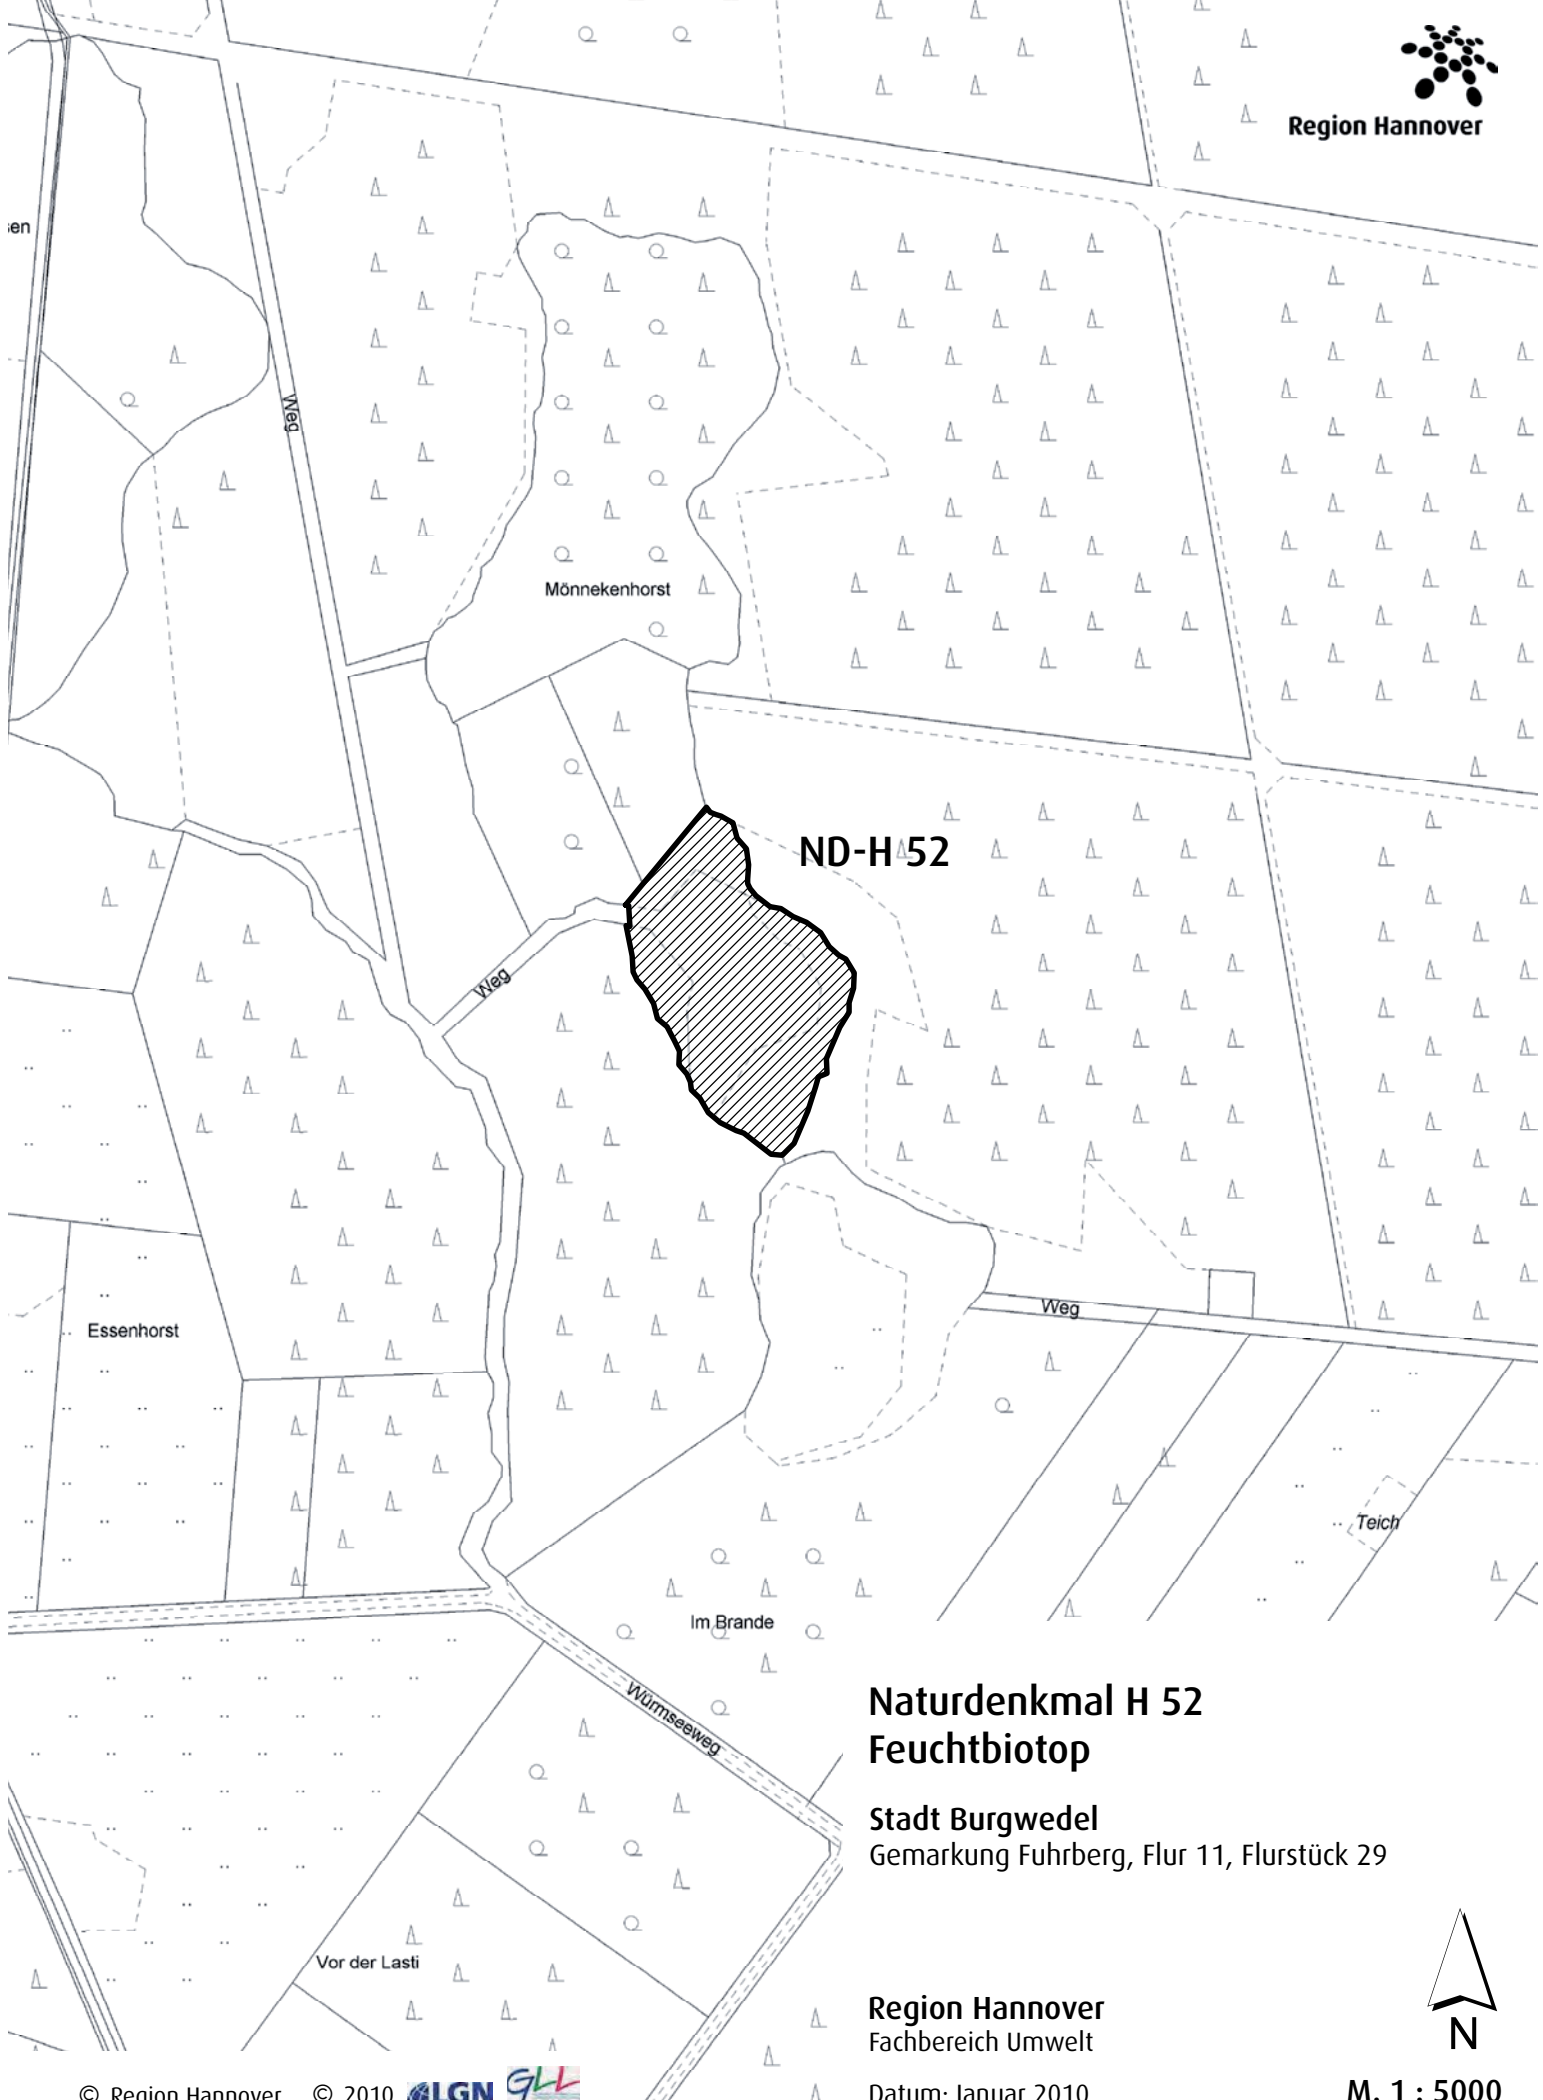 Region Hannover
Weg
Mönnekenhorst
ND-H 52
Weg
Weg
Essenhorst
Teich
Im Brande
Würmseeweg
Vor der Lasti
Naturdenkmal H 52
Feuchtbiotop
Stadt Burgwedel
Gemarkung Fuhrberg, Flur 11, Flurstück 29
Region Hannover
Fachbereich Umwelt
N
© Region Hannover © 2010 LGN GLL
Datum: Januar 2010
M. 1 : 5000